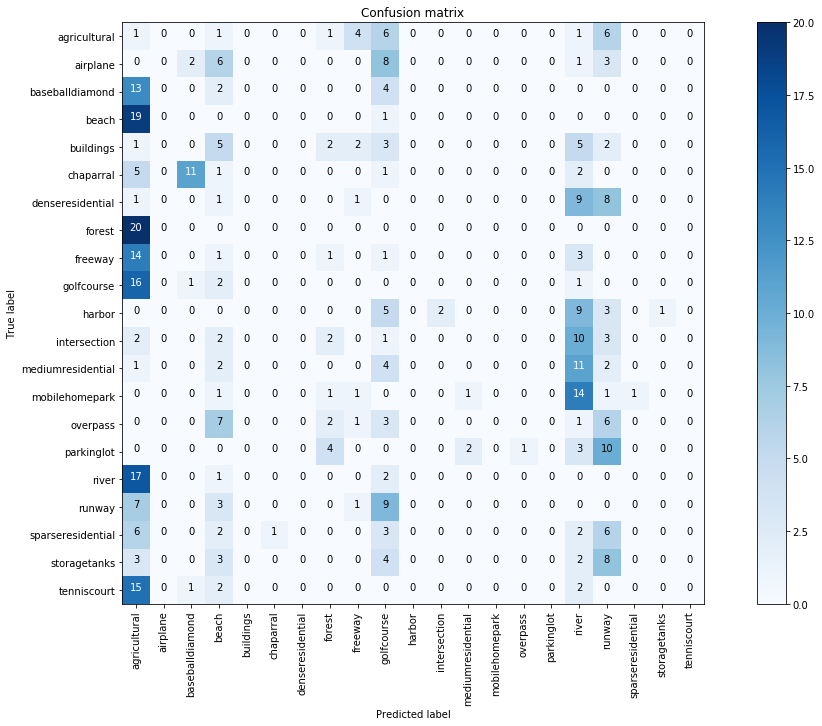 Confusion matrix
agricultural 1 0 0 1 0 0 0 1 4 6 0 0 0 0 0 0 1 6 0 0 0
airplane 0 0 2 6 0 0 0 0 0 8 0 0 0 0 0 0 1 3 0 0 0
baseballdiamond 13 0 0 2 0 0 0 0 0 4 0 0 0 0 0 0 0 0 0 0 0
beach 19 0 0 0 0 0 0 0 0 1 0 0 0 0 0 0 0 0 0 0 0
buildings 1 0 0 5 0 0 0 2 2 3 0 0 0 0 0 0 5 2 0 0 0
chaparral 5 0 11 1 0 0 0 0 0 1 0 0 0 0 0 0 2 0 0 0 0
denseresidential 1 0 0 1 0 0 0 0 1 0 0 0 0 0 0 0 9 8 0 0 0
forest 20 0 0 0 0 0 0 0 0 0 0 0 0 0 0 0 0 0 0 0 0
freeway 14 0 0 1 0 0 0 1 0 1 0 0 0 0 0 0 3 0 0 0 0
golfcourse 16 0 1 2 0 0 0 0 0 0 0 0 0 0 0 0 1 0 0 0 0
harbor 0 0 0 0 0 0 0 0 0 5 0 2 0 0 0 0 9 3 0 1 0
intersection 2 0 0 2 0 0 0 2 0 1 0 0 0 0 0 0 10 3 0 0 0
mediumresidential 1 0 0 2 0 0 0 0 0 4 0 0 0 0 0 0 11 2 0 0 0
mobilehomepark 0 0 0 1 0 0 0 1 1 0 0 0 1 0 0 0 14 1 1 0 0
overpass 0 0 0 7 0 0 0 2 1 3 0 0 0 0 0 0 1 6 0 0 0
parkinglot 0 0 0 0 0 0 0 4 0 0 0 0 2 0 1 0 3 10 0 0 0
river 17 0 0 1 0 0 0 0 0 2 0 0 0 0 0 0 0 0 0 0 0
runway 7 0 0 3 0 0 0 0 1 9 0 0 0 0 0 0 0 0 0 0 0
sparseresidential 6 0 0 2 0 1 0 0 0 3 0 0 0 0 0 0 2 6 0 0 0
storagetanks 3 0 0 3 0 0 0 0 0 4 0 0 0 0 0 0 2 8 0 0 0
tenniscourt 15 0 1 2 0 0 0 0 0 0 0 0 0 0 0 0 2 0 0 0 0
True label
agricultural
airplane
baseballdiamond
beach
buildings
chaparral
denseresidential
forest
freeway
golfcourse
harbor
intersection
mediumresidential
mobilehomepark
overpass
parkinglot
river
runway
sparseresidential
storagetanks
tenniscourt
Predicted label
20.0
17.5
15.0
12.5
10.0
7.5
5.0
2.5
0.0